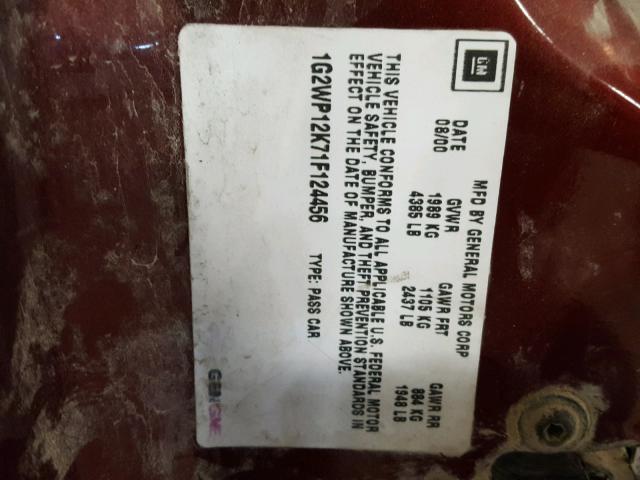 GM
MFD BY GENERAL MOTORS CORP
DATE GVWR GAWR FRT GAWR RR
08/00 1989 KG 1105 KG 884 KG
4385 LB 2437 LB 1948 LB
THIS VEHICLE CONFORMS TO ALL APPLICABLE U.S. FEDERAL MOTOR
VEHICLE SAFETY, BUMPER, AND THEFT PREVENTION STANDARDS IN
EFFECT ON THE DATE OF MANUFACTURE SHOWN ABOVE.
1G2WP12K71F124456 TYPE: PASS CAR